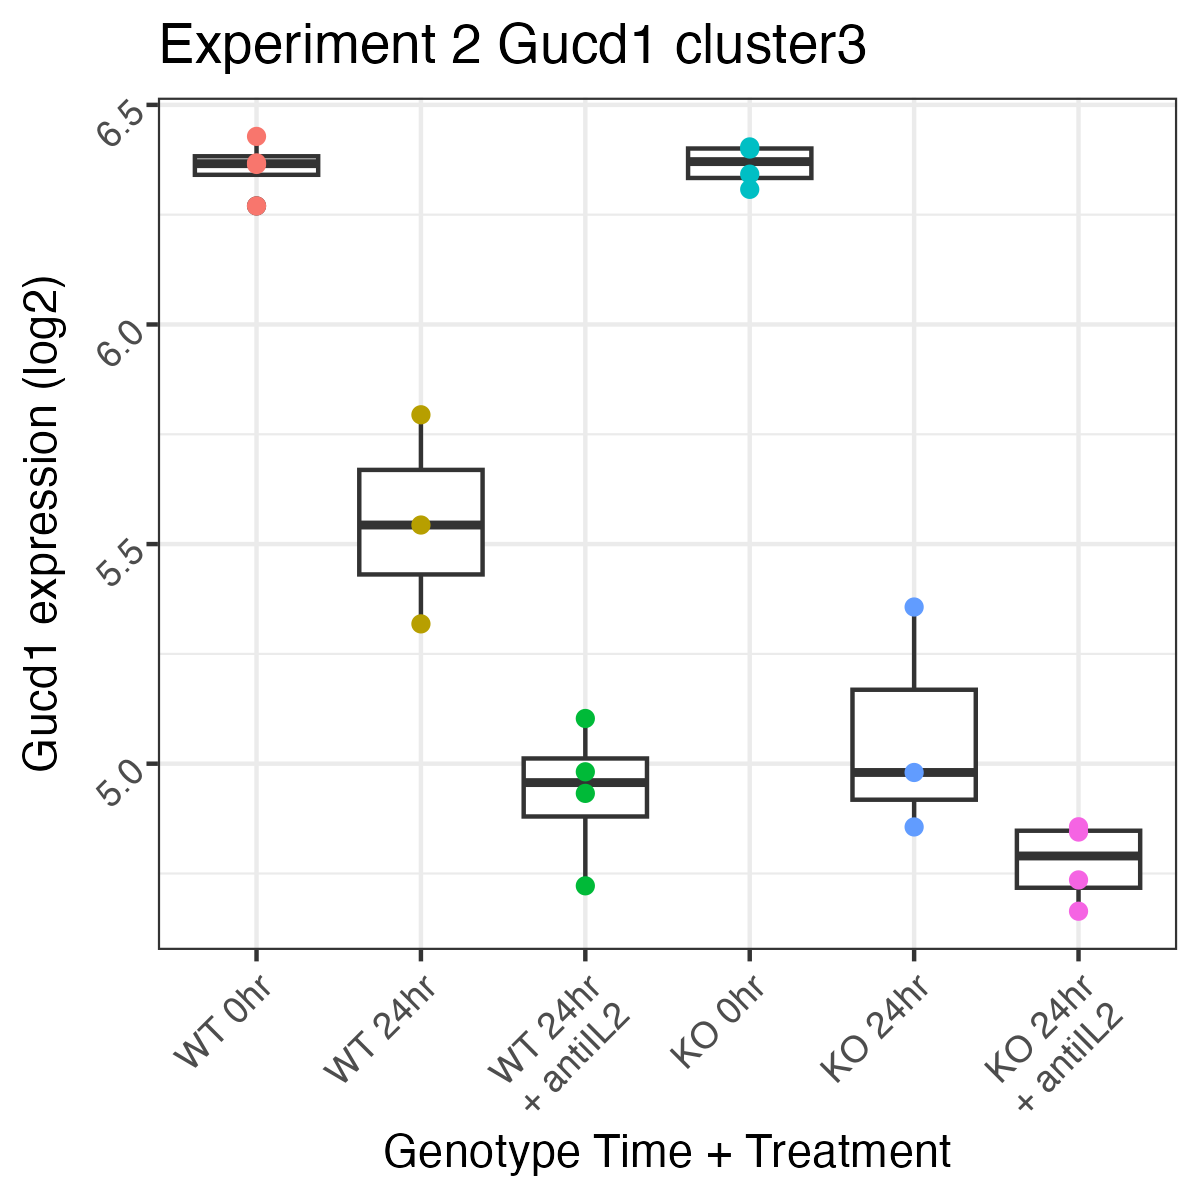 Experiment 2 Gucd1 cluster3
Gucd1 expression (log2)
6.5
6.0
5.5
5.0
WT 0hr
WT 24hr
WT 24hr
+ antiIL2
KO 0hr
KO 24hr
KO 24hr
+ antiIL2
Genotype Time + Treatment